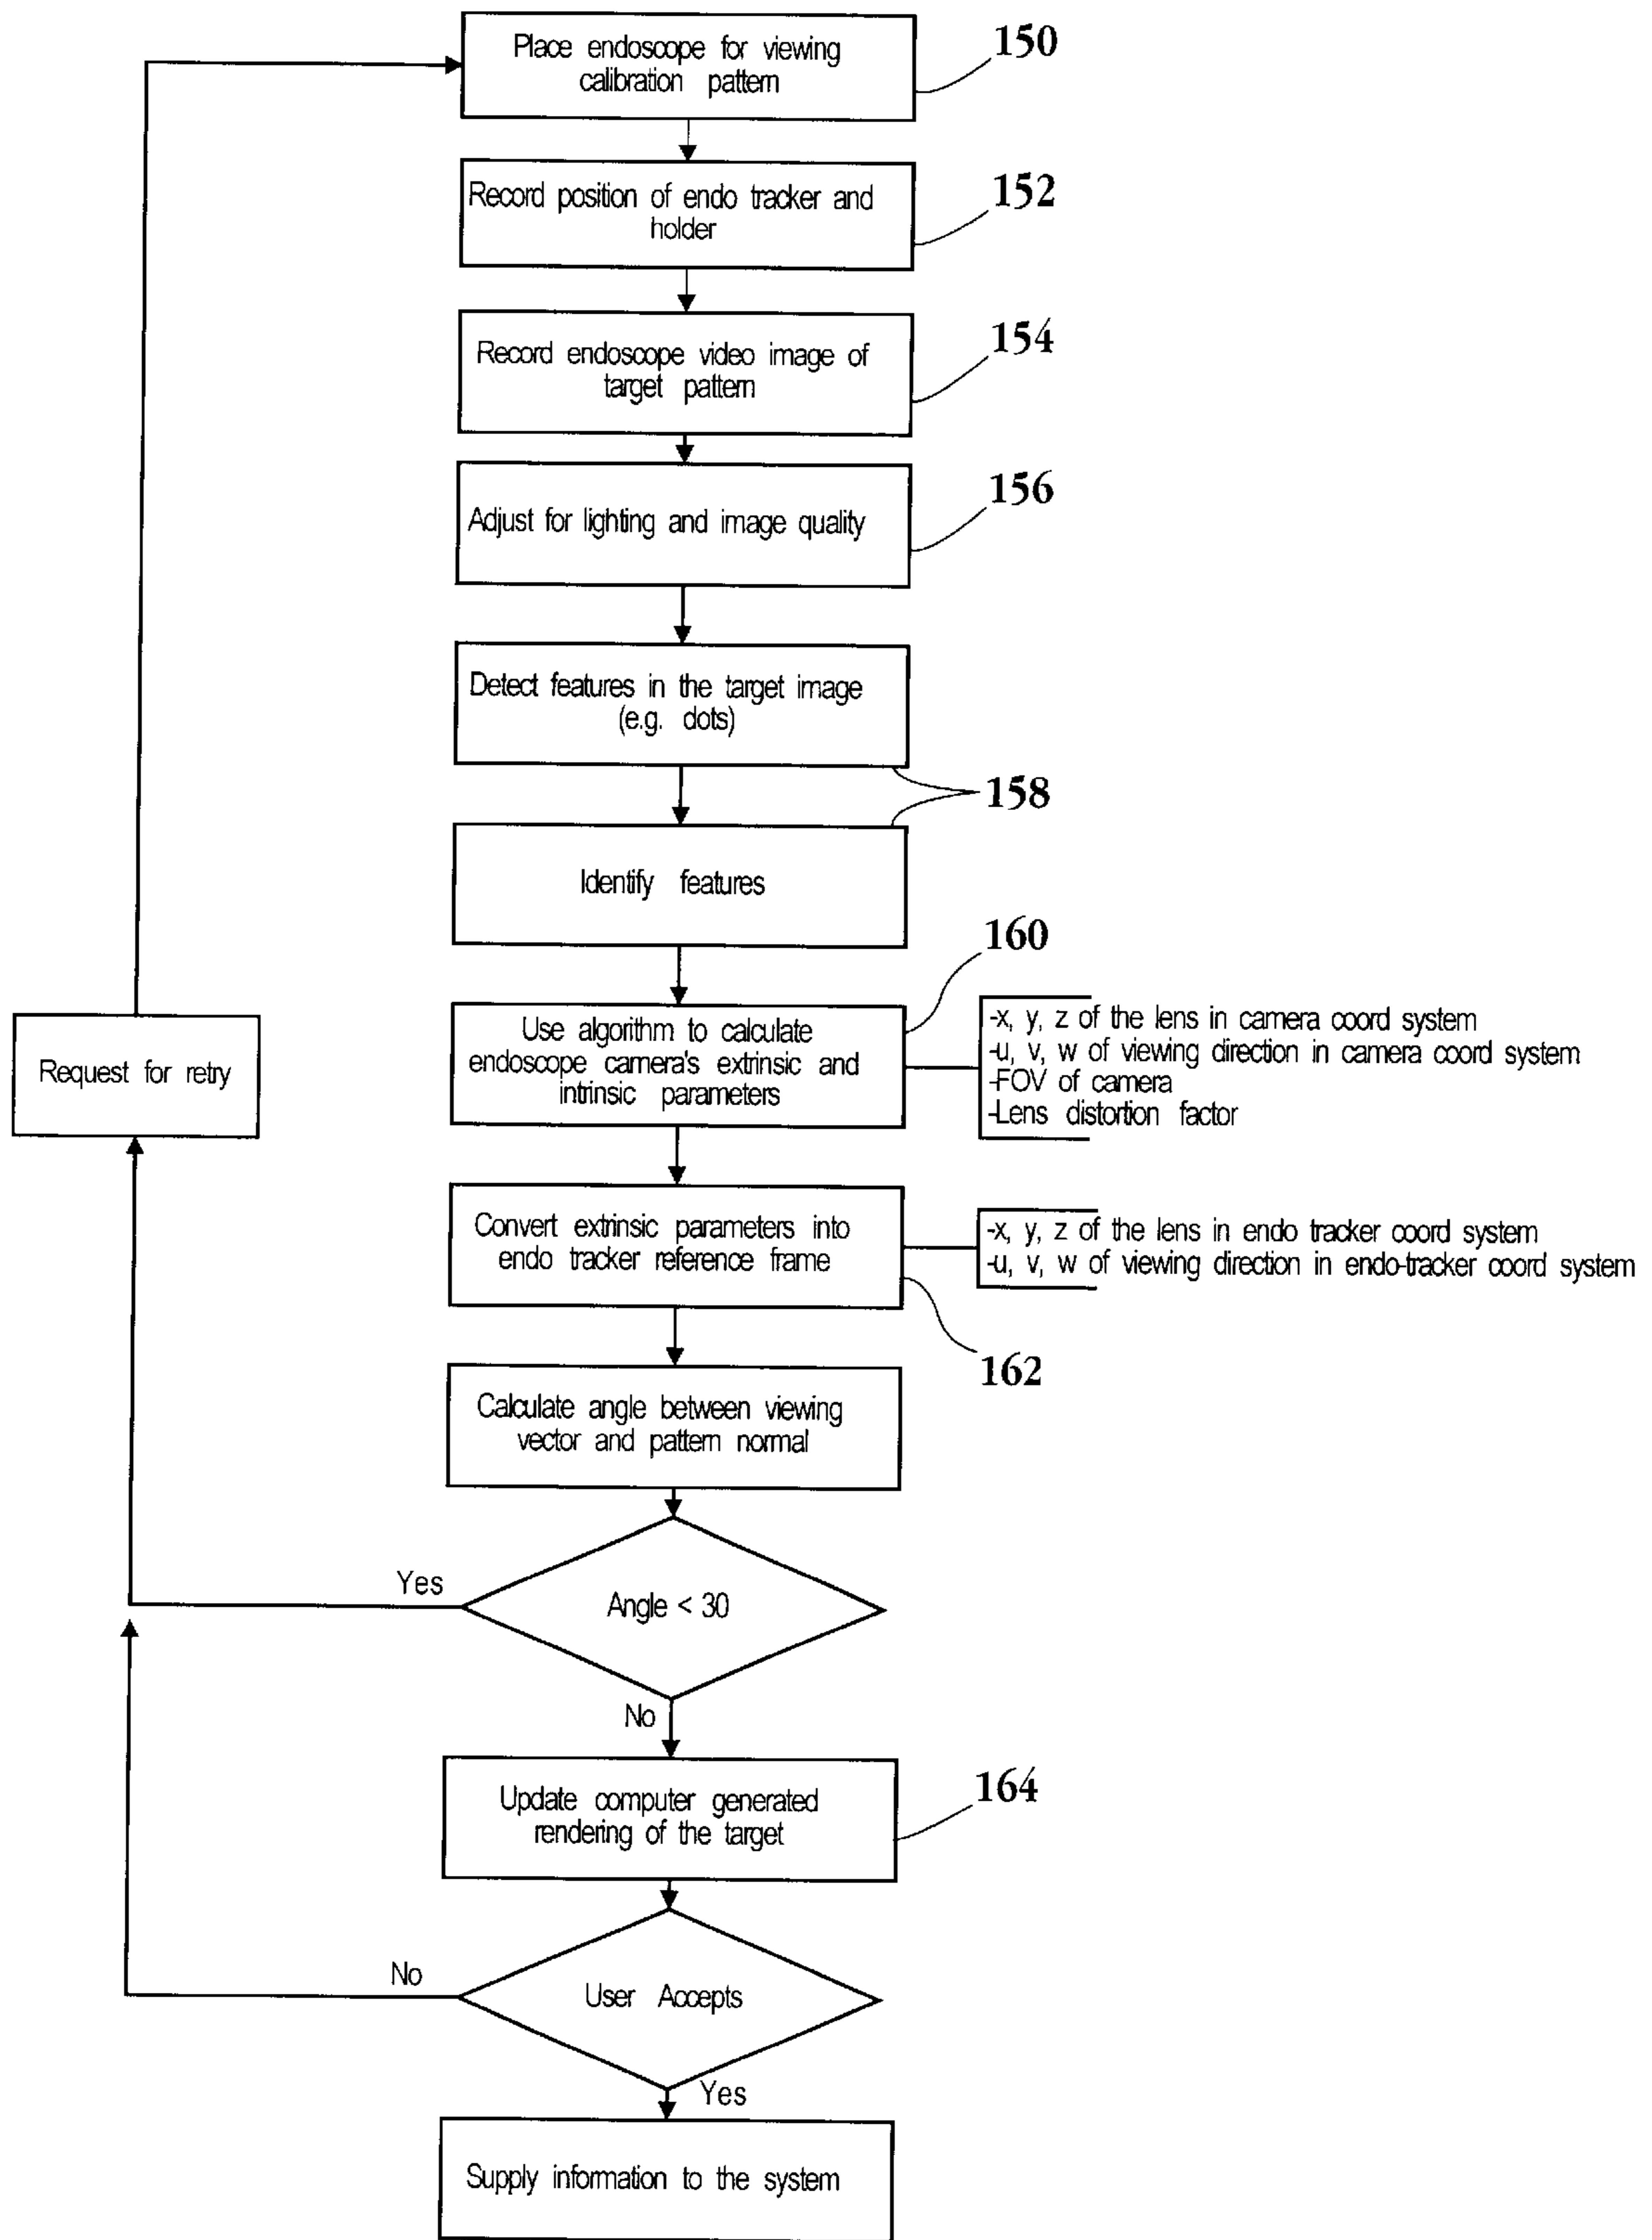 Place endoscope for viewing
calibration pattern
150
Record position of endo tracker and
holder
152
Record endoscope video image of
target pattern
154
Adjust for lighting and image quality
156
Detect features in the target image
(e.g. dots)
158
Identify features
160
Use algorithm to calculate
endoscope camera's extrinsic and
intrinsic parameters
-x, y, z of the lens in camera coord system
-u, v, w of viewing direction in camera coord system
-FOV of camera
-Lens distortion factor
Request for retry
Convert extrinsic parameters into
endo tracker reference frame
-x, y, z of the lens in endo tracker coord system
-u, v, w of viewing direction in endo-tracker coord system
162
Calculate angle between viewing
vector and pattern normal
Yes
Angle < 30
No
Update computer generated
rendering of the target
164
No
User Accepts
Yes
Supply information to the system